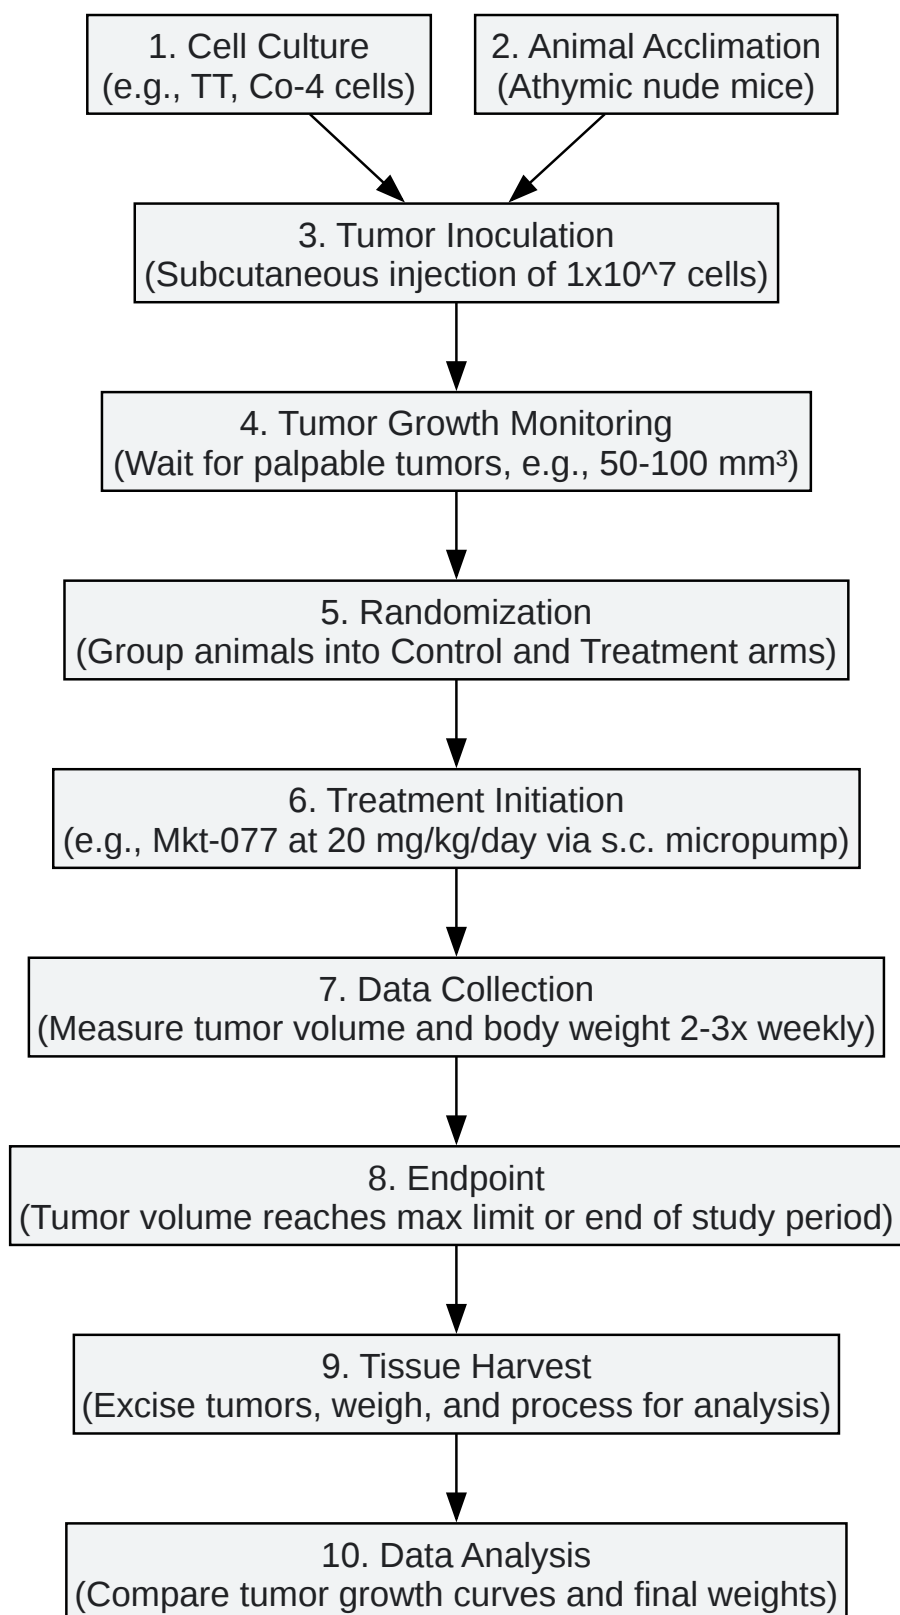 1. Cell Culture
(e.g., TT, Co-4 cells)
2. Animal Acclimation
(Athymic nude mice)
3. Tumor Inoculation
(Subcutaneous injection of 1x10^7 cells)
4. Tumor Growth Monitoring
(Wait for palpable tumors, e.g., 50-100 mm³)
5. Randomization
(Group animals into Control and Treatment arms)
6. Treatment Initiation
(e.g., Mkt-077 at 20 mg/kg/day via s.c. micropump)
7. Data Collection
(Measure tumor volume and body weight 2-3x weekly)
8. Endpoint
(Tumor volume reaches max limit or end of study period)
9. Tissue Harvest
(Excise tumors, weigh, and process for analysis)
10. Data Analysis
(Compare tumor growth curves and final weights)